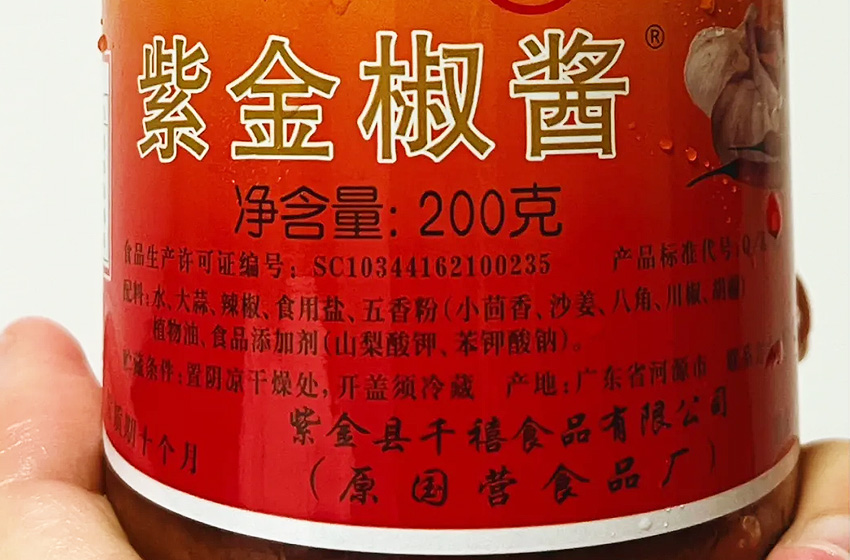 紫金椒酱®
净含量: 200克
食品生产许可证编号: SC10344162100235 产品标准代号:Q/
配料:水、大蒜、辣椒、食用盐、五香粉(小茴香、沙姜、八角、川椒、胡
植物油、食品添加剂(山梨酸钾、苯钾酸钠)。
贮藏条件:置阴凉干燥处,开盖须冷藏 产地:广东省河源市
十个月
紫金县千禧食品有限公司
(原国营食品厂)